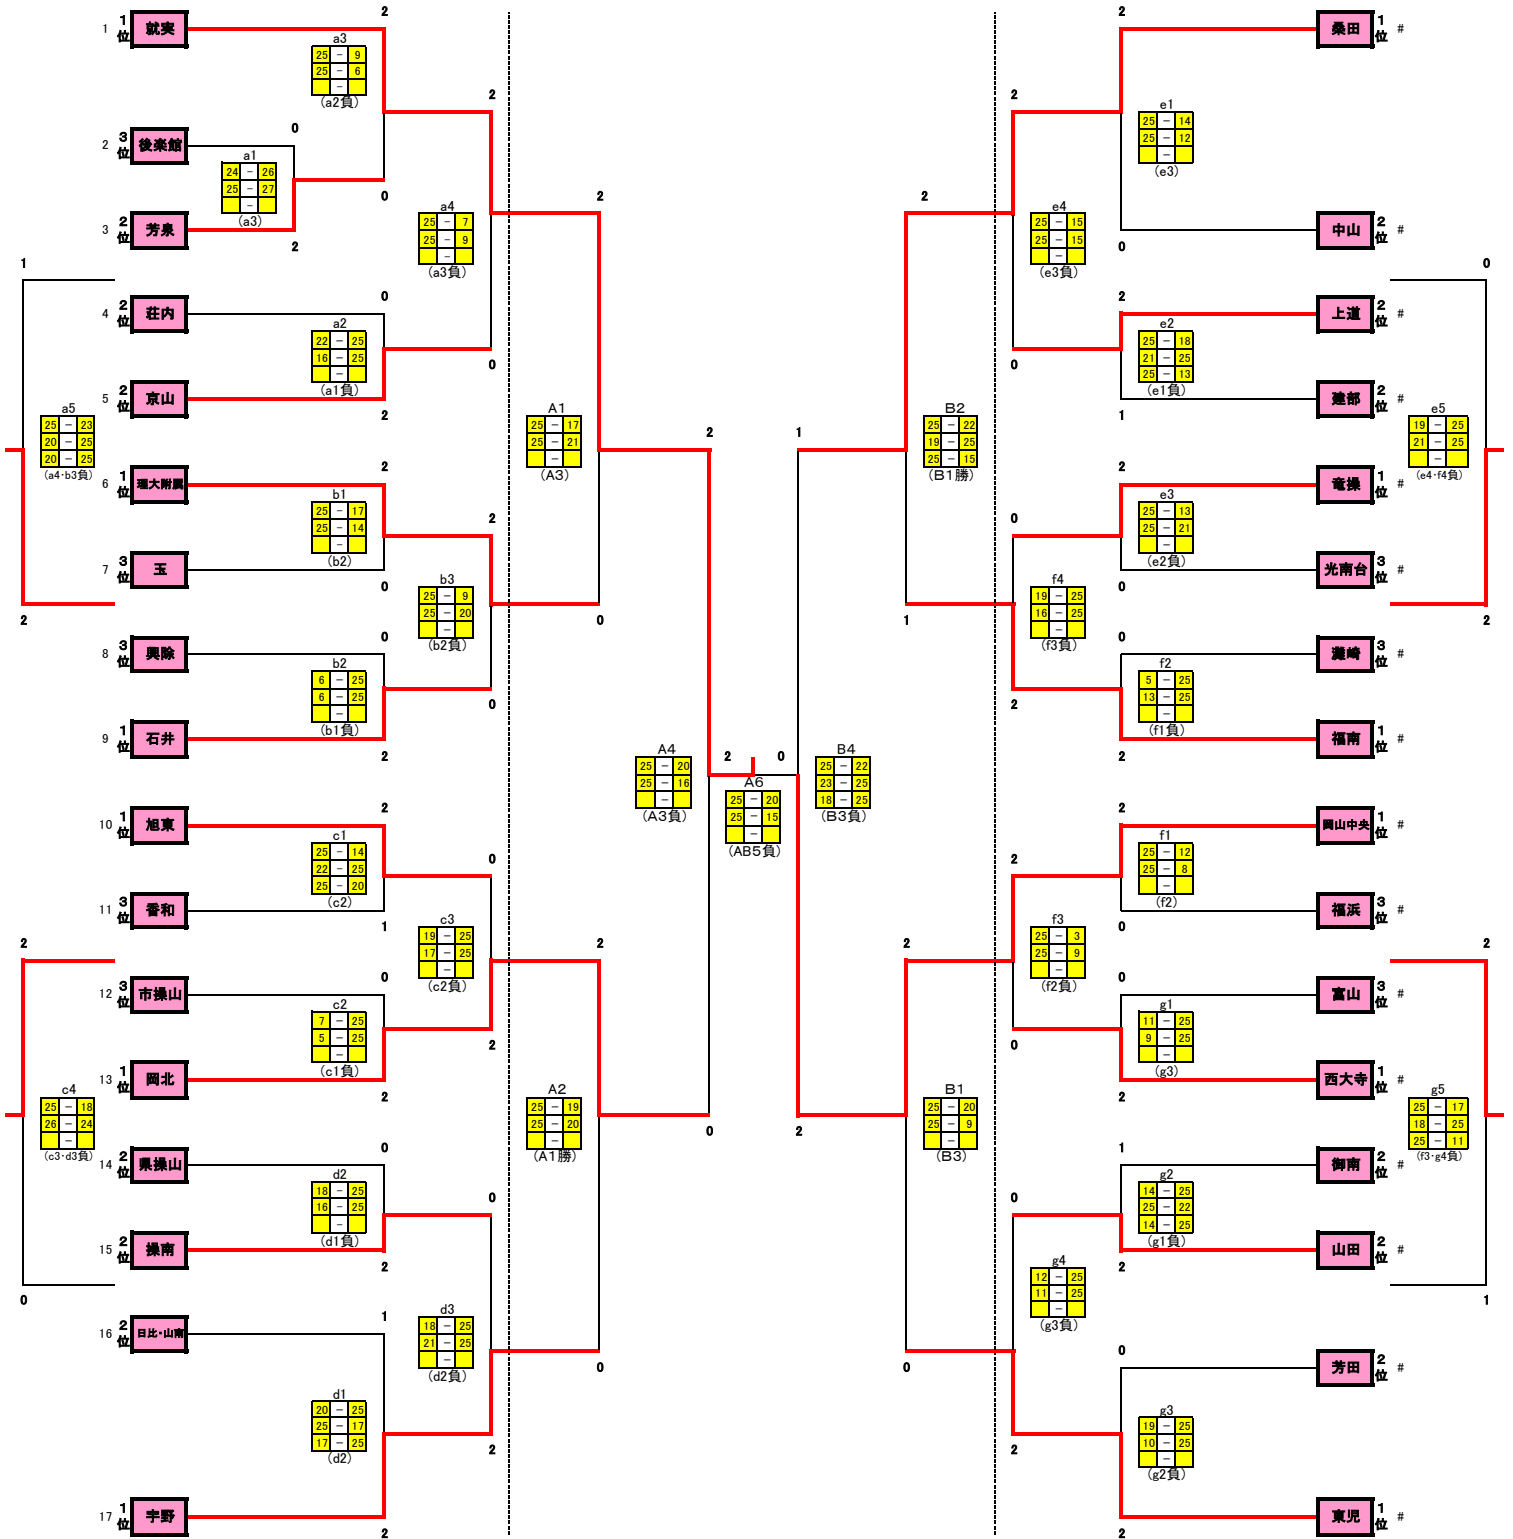 1 1位 就実
2 3位 後楽館
3 2位 芳泉
4 2位 荘内
5 2位 京山
6 1位 理大附属
7 3位 玉
8 3位 興除
9 1位 石井
10 1位 旭東
11 3位 香和
12 3位 市操山
13 1位 岡北
14 2位 県操山
15 2位 操南
16 2位 日比・山南
17 1位 宇野
a3
25 - 9
25 - 6
-
(a2負)
a1
24 - 26
25 - 27
-
(a3)
a2
22 - 25
16 - 25
-
(a1負)
a4
25 - 7
25 - 9
-
(a3負)
a5
25 - 23
20 - 25
20 - 25
(a4・b3負)
b1
25 - 17
25 - 14
-
(b2)
b3
25 - 9
25 - 20
-
(b2負)
b2
6 - 25
6 - 25
-
(b1負)
c1
25 - 14
22 - 25
25 - 20
(c2)
c3
19 - 25
17 - 25
-
(c2負)
c2
7 - 25
5 - 25
-
(c1負)
c4
25 - 18
26 - 24
-
(c3・d3負)
d2
18 - 25
16 - 25
-
(d1負)
d3
18 - 25
21 - 25
-
(d2負)
d1
20 - 25
25 - 17
17 - 25
(d2)
A1
25 - 17
25 - 21
-
(A3)
A2
25 - 19
25 - 20
-
(A1勝)
A4
25 - 20
25 - 16
-
(A3負)
2 0
A6
25 - 20
25 - 15
-
(AB5負)
B4
25 - 22
23 - 25
18 - 25
(B3負)
B2
25 - 22
19 - 25
25 - 15
(B1勝)
B1
25 - 20
25 - 9
-
(B3)
e1
25 - 14
25 - 12
-
(e3)
e4
25 - 15
25 - 15
-
(e3負)
e2
25 - 18
21 - 25
25 - 13
(e1負)
e3
25 - 13
25 - 21
-
(e2負)
e5
19 - 25
21 - 25
-
(e4・f4負)
f4
19 - 25
16 - 25
-
(f3負)
f2
5 - 25
13 - 25
-
(f1負)
f1
25 - 12
25 - 8
-
(f2)
f3
25 - 3
25 - 9
-
(f2負)
g1
11 - 25
9 - 25
-
(g3)
g5
25 - 17
18 - 25
25 - 11
(f3・g4負)
g2
14 - 25
25 - 22
14 - 25
(g1負)
g4
12 - 25
11 - 25
-
(g3負)
g3
19 - 25
10 - 25
-
(g2負)
桑田 1位 #
中山 2位 #
上道 2位 #
建部 2位 #
竜操 1位 #
光南台 3位 #
灘崎 3位 #
福南 1位 #
岡山中央 1位 #
福浜 3位 #
富山 3位 #
西大寺 1位 #
御南 2位 #
山田 2位 #
芳田 2位 #
東児 1位 #